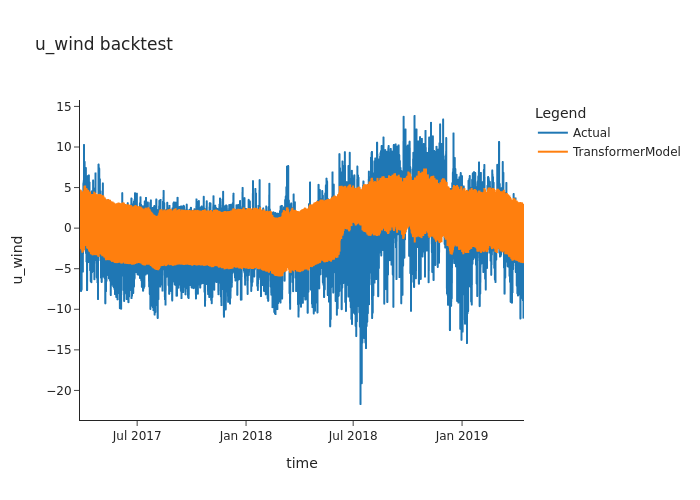 u_wind backtest
Legend
Actual
TransformerModel
u_wind
15
10
5
0
−5
−10
−15
−20
Jul 2017
Jan 2018
Jul 2018
Jan 2019
time